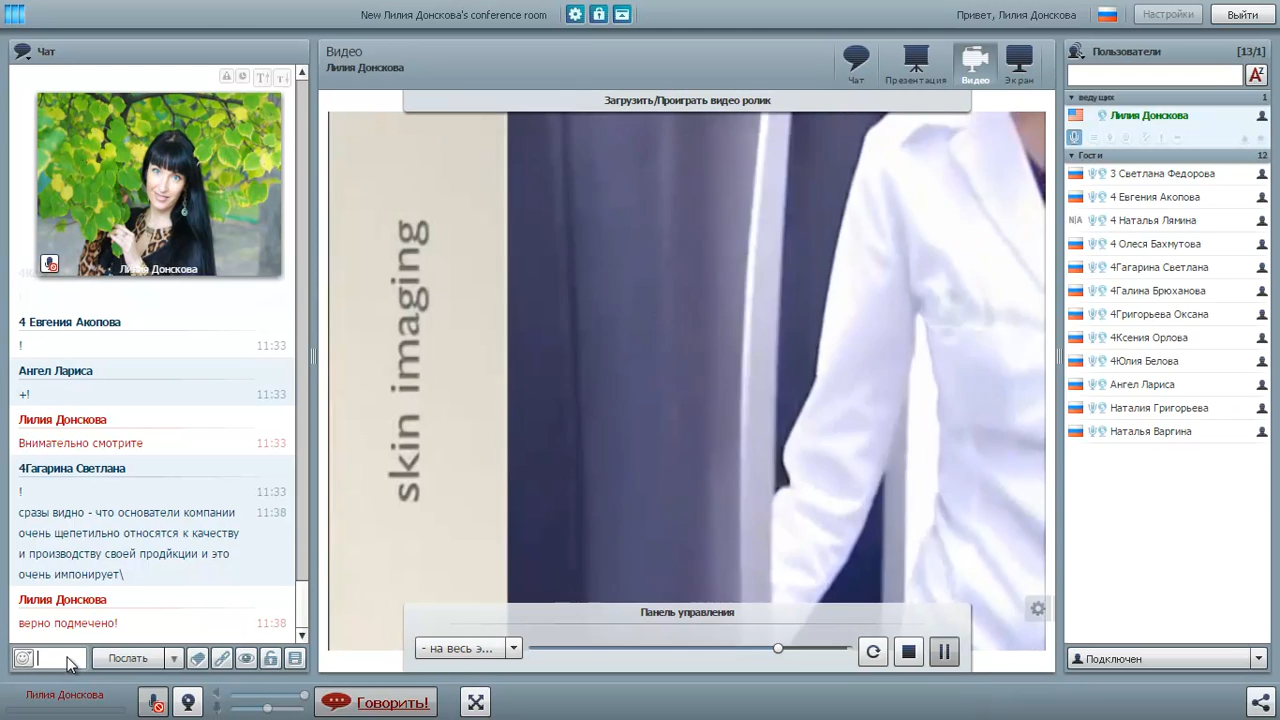 New Лилия Донскова's conference room
Привет, Лилия Донскова
Настройки
Выйти
Чат
Лилия Донскова
4 Евгения Акопова
!
11:33
Ангел Лариса
+!
11:33
Лилия Донскова
Внимательно смотрите
11:33
4Гагарина Светлана
!
11:33
сразы видно - что основатели компании
11:38
очень щепетильно относятся к качеству
и производству своей продйкции и это
очень импонирует\
Лилия Донскова
верно подмечено!
11:38
Послать
Видео
Лилия Донскова
Чат
Презентация
Видео
Экран
Загрузить/Проиграть видео ролик
skin imaging
Панель управления
- на весь э...
Пользователи
[13/1]
AZ
ведущих
1
Лилия Донскова
Гости
12
3 Светлана Федорова
4 Евгения Акопова
N/A
4 Наталья Лямина
4 Олеся Бахмутова
4Гагарина Светлана
4Галина Брюханова
4Григорьева Оксана
4Ксения Орлова
4Юлия Белова
Ангел Лариса
Наталия Григорьева
Наталья Варгина
Подключен
Лилия Донскова
Говорить!